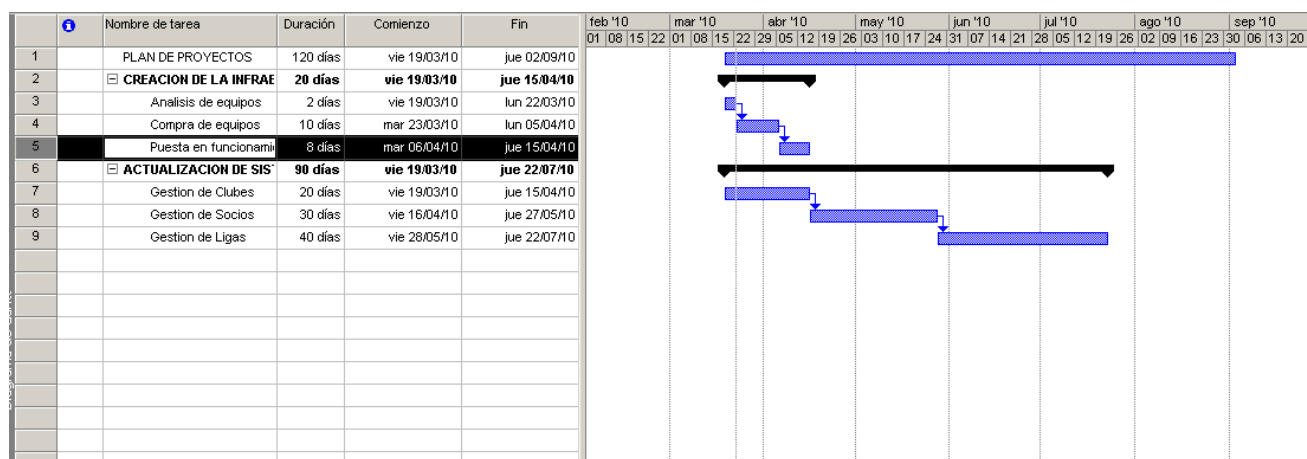 Nombre de tarea Duración Comienzo Fin feb '10 mar '10 abr '10 may '10 jun '10 jul '10 ago '10 sep '10
01 08 15 22 01 08 15 22 29 05 12 19 26 03 10 17 24 31 07 14 21 28 05 12 19 26 02 09 16 23 30 06 13 20
1 PLAN DE PROYECTOS 120 días vie 19/03/10 jue 02/09/10
2 CREACION DE LA INFRAE 20 días vie 19/03/10 jue 15/04/10
3 Analisis de equipos 2 días vie 19/03/10 lun 22/03/10
4 Compra de equipos 10 días mar 23/03/10 lun 05/04/10
5 Puesta en funcionami 8 días mar 06/04/10 jue 15/04/10
6 ACTUALIZACION DE SIS 90 días vie 19/03/10 jue 22/07/10
7 Gestion de Clubes 20 días vie 19/03/10 jue 15/04/10
8 Gestion de Socios 30 días vie 16/04/10 jue 27/05/10
9 Gestion de Ligas 40 días vie 28/05/10 jue 22/07/10